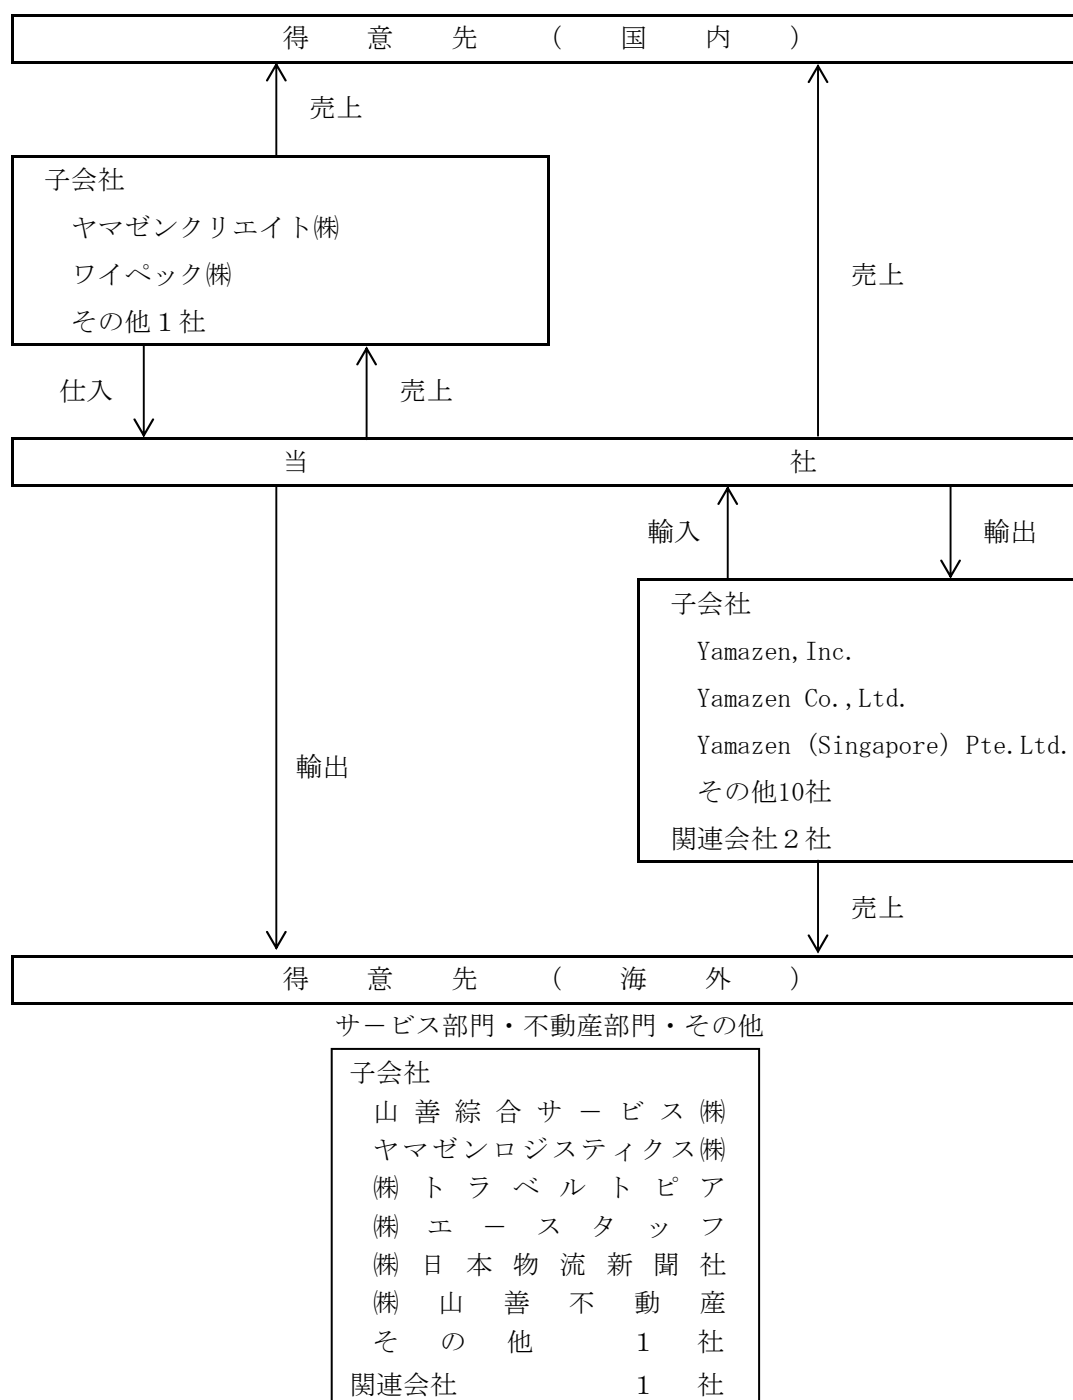 得意先(国内)
売上
子会社
ヤマゼンクリエイト㈱
ワイペック㈱
その他１社
売上
仕入
売上
当社
輸入
輸出
子会社
Yamazen,Inc.
Yamazen Co.,Ltd.
Yamazen (Singapore) Pte.Ltd.
その他10社
関連会社２社
輸出
売上
得意先(海外)
サービス部門・不動産部門・その他
子会社
山善綜合サービス㈱
ヤマゼンロジスティクス㈱
㈱トラベルトピア
㈱エースタッフ
㈱日本物流新聞社
㈱山善不動産
その他 1 社
関連会社 1 社